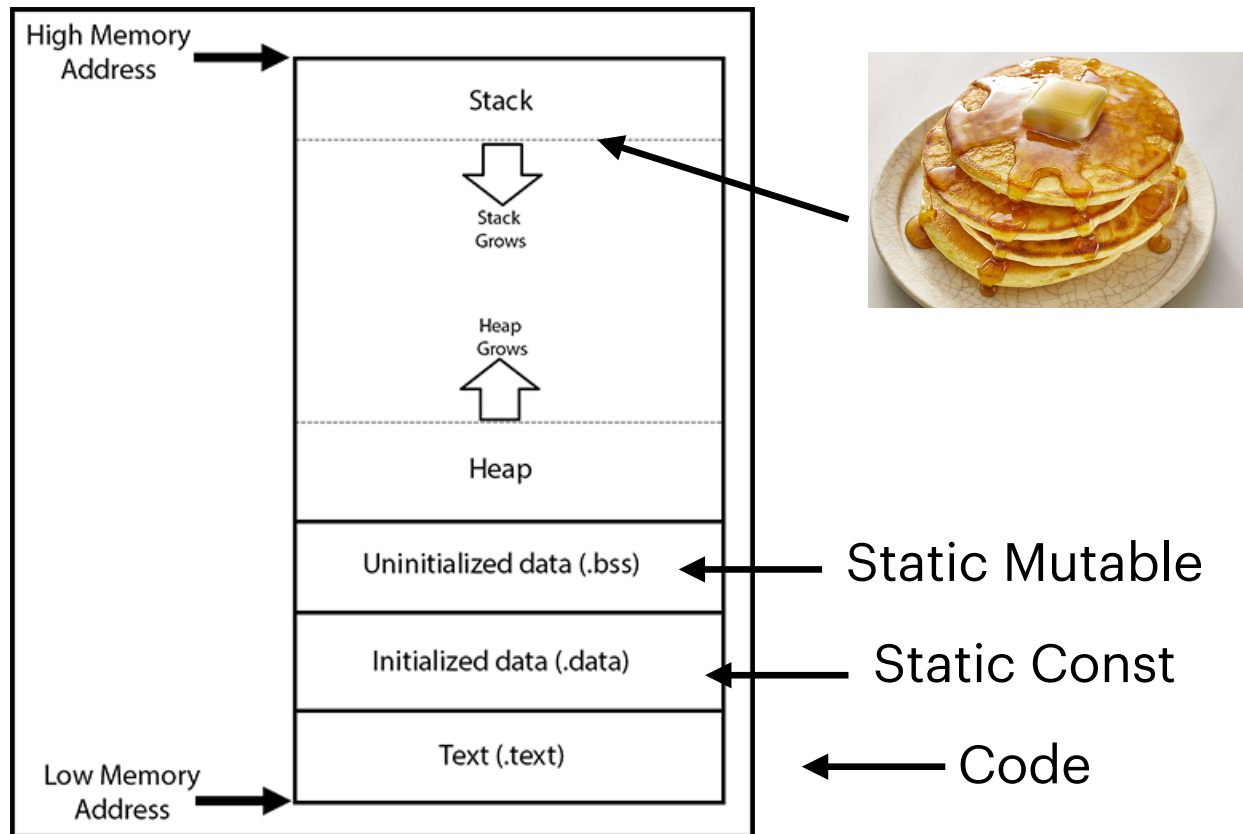 High Memory
Address
Stack
Stack
Grows
Heap
Grows
Heap
Uninitialized data (.bss)
Static Mutable
Initialized data (.data)
Static Const
Text (.text)
Code
Low Memory
Address